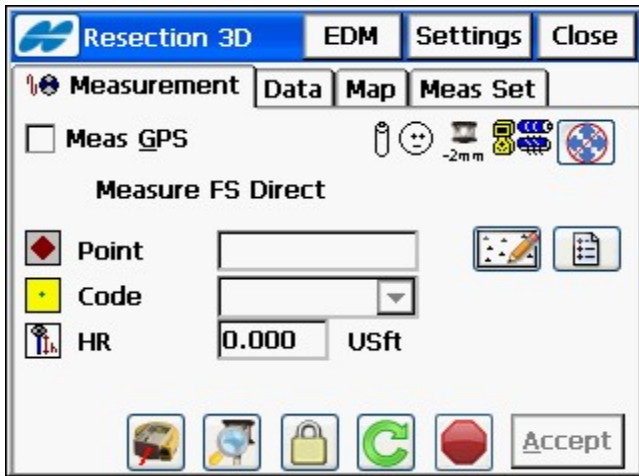 Resection 3D EDM Settings Close
Measurement Data Map Meas Set
Meas GPS
-2mm
Measure FS Direct
Point
Code
HR 0.000 USft
Accept